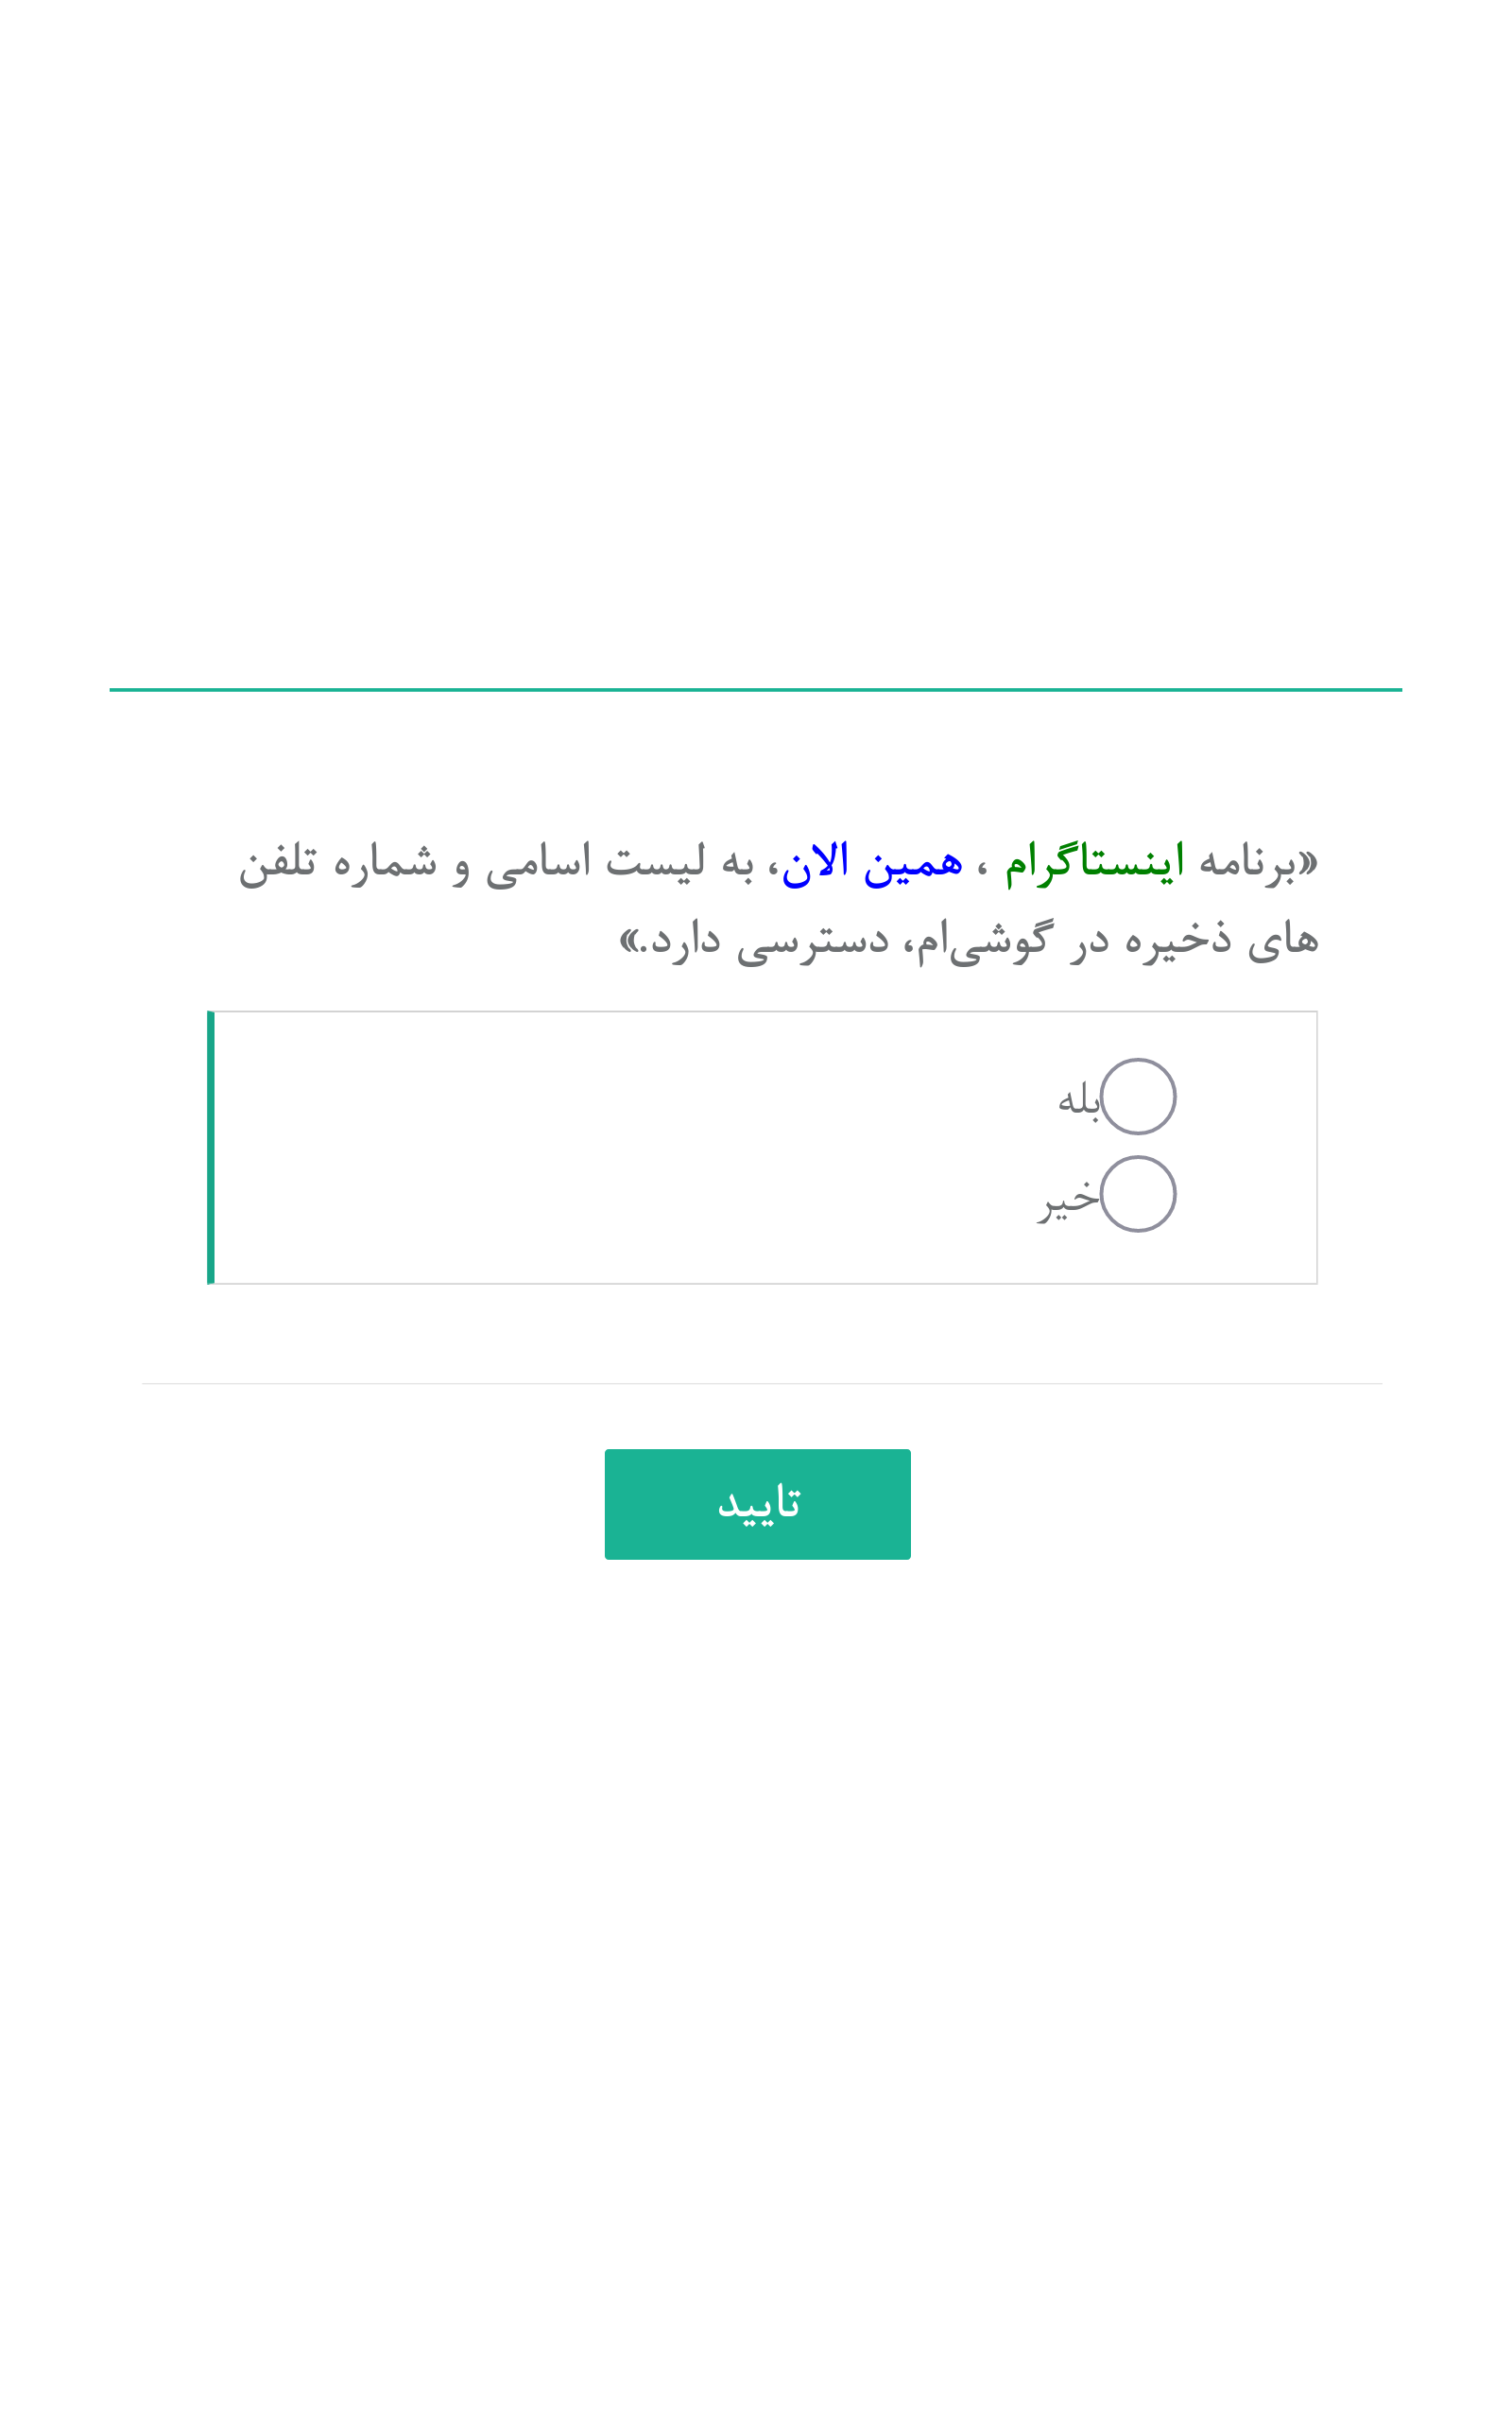 «برنامه اینستاگرام ، همین الان، به لیست اسامی و شماره تلفن
های ذخیره در گوشی‌ام، دسترسی دارد.»
بله
خیر
تایید